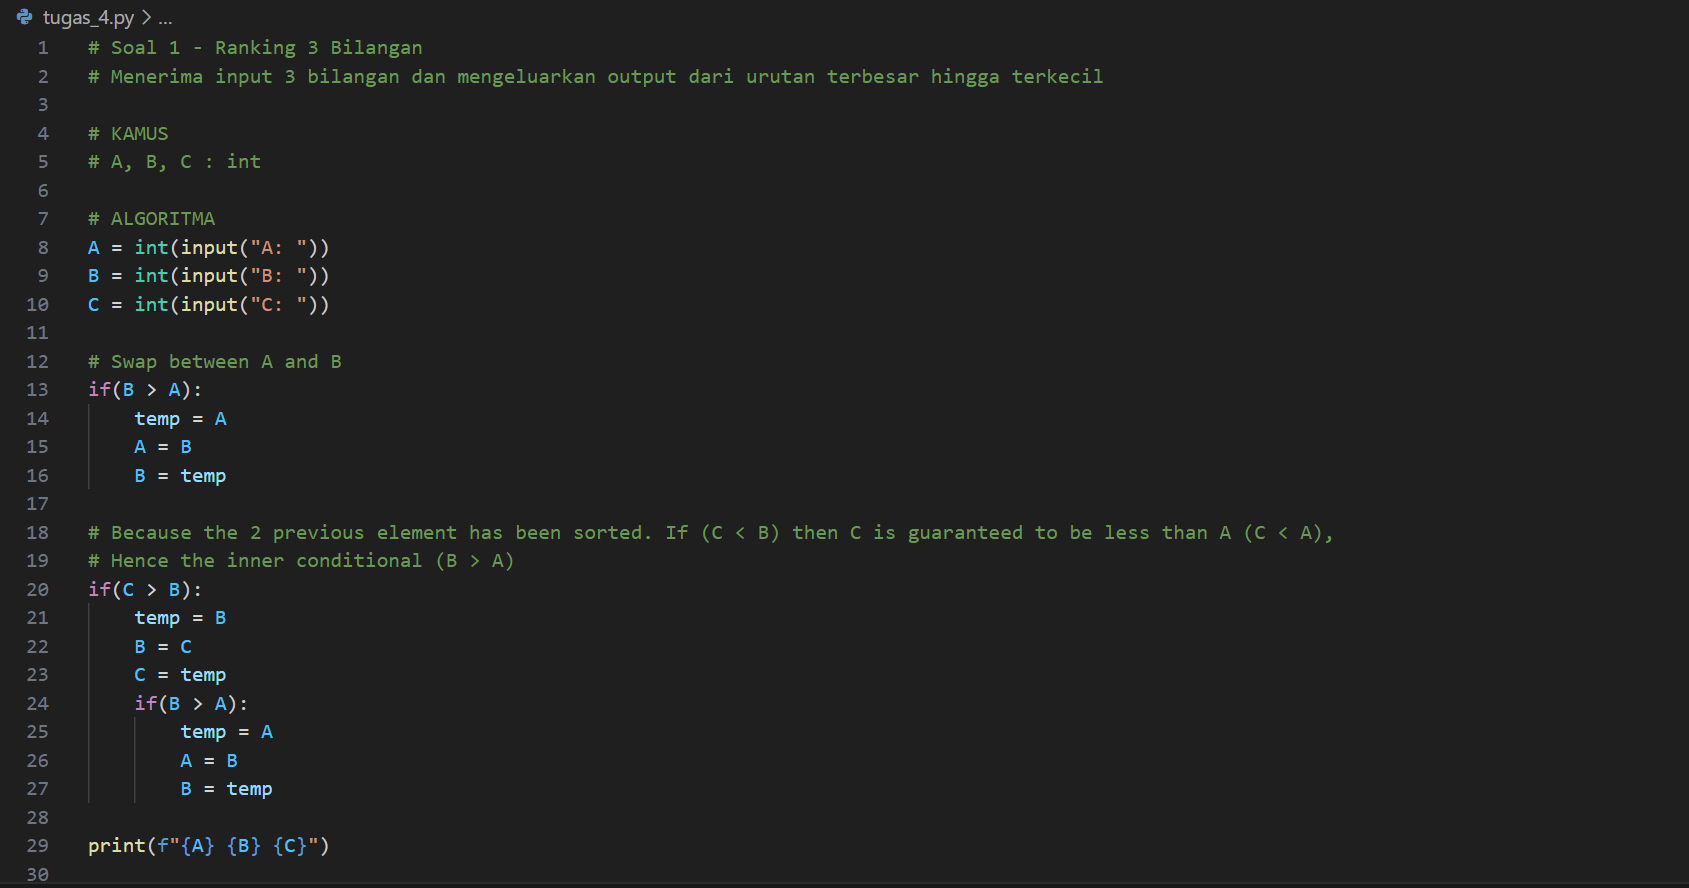 tugas_4.py > ...
1 # Soal 1 - Ranking 3 Bilangan
2 # Menerima input 3 bilangan dan mengeluarkan output dari urutan terbesar hingga terkecil
3
4 # KAMUS
5 # A, B, C : int
6
7 # ALGORITMA
8 A = int(input("A: "))
9 B = int(input("B: "))
10 C = int(input("C: "))
11
12 # Swap between A and B
13 if(B > A):
14     temp = A
15     A = B
16     B = temp
17
18 # Because the 2 previous element has been sorted. If (C < B) then C is guaranteed to be less than A (C < A),
19 # Hence the inner conditional (B > A)
20 if(C > B):
21     temp = B
22     B = C
23     C = temp
24     if(B > A):
25         temp = A
26         A = B
27         B = temp
28
29 print(f"{A} {B} {C}")
30